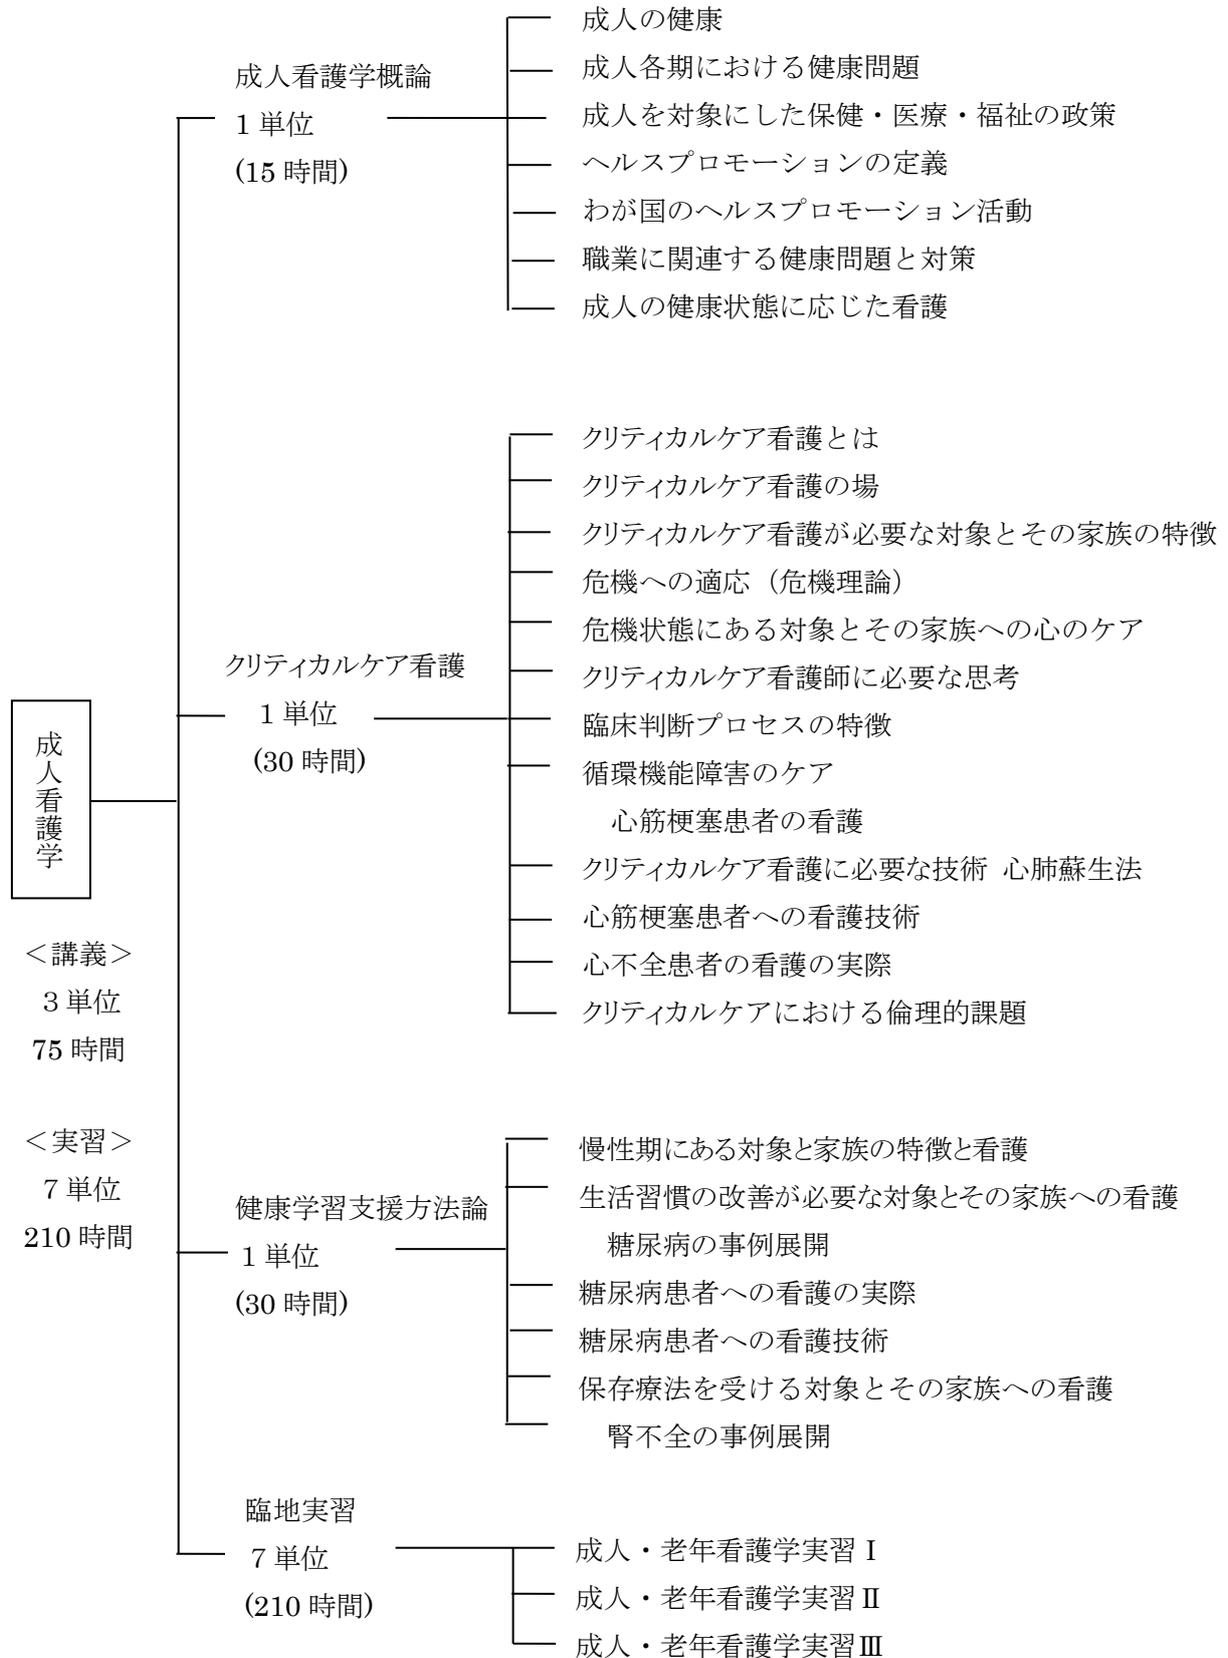 成人看護学
＜講義＞
3 単位
75 時間
＜実習＞
7 単位
210 時間
成人看護学概論
1 単位
(15 時間)
成人の健康
成人各期における健康問題
成人を対象にした保健・医療・福祉の政策
ヘルスプロモーションの定義
わが国のヘルスプロモーション活動
職業に関連する健康問題と対策
成人の健康状態に応じた看護
クリティカルケア看護
1 単位
(30 時間)
クリティカルケア看護とは
クリティカルケア看護の場
クリティカルケア看護が必要な対象とその家族の特徴
危機への適応（危機理論）
危機状態にある対象とその家族への心のケア
クリティカルケア看護師に必要な思考
臨床判断プロセスの特徴
循環機能障害のケア
心筋梗塞患者の看護
クリティカルケア看護に必要な技術 心肺蘇生法
心筋梗塞患者への看護技術
心不全患者の看護の実際
クリティカルケアにおける倫理的課題
健康学習支援方法論
1 単位
(30 時間)
慢性期にある対象と家族の特徴と看護
生活習慣の改善が必要な対象とその家族への看護
糖尿病の事例展開
糖尿病患者への看護の実際
糖尿病患者への看護技術
保存療法を受ける対象とその家族への看護
腎不全の事例展開
臨地実習
7 単位
(210 時間)
成人・老年看護学実習Ⅰ
成人・老年看護学実習Ⅱ
成人・老年看護学実習Ⅲ